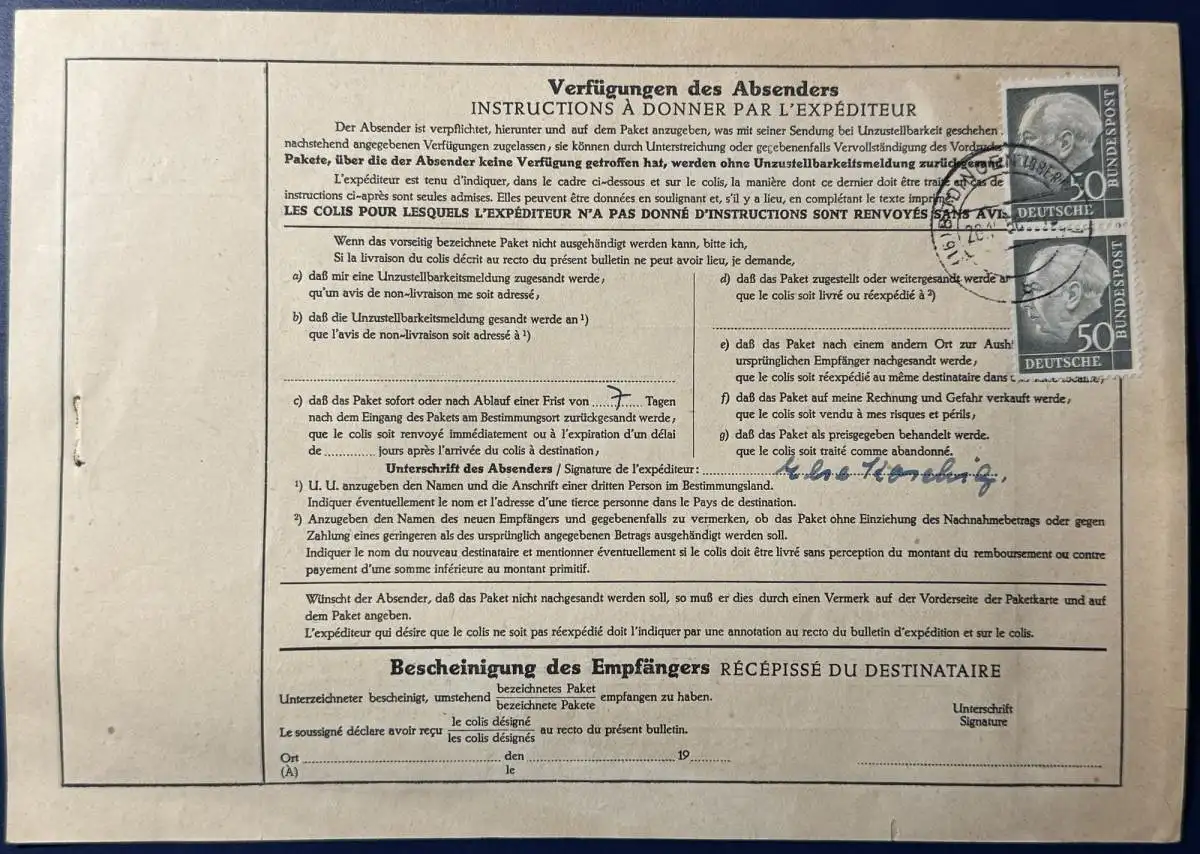 Verfügungen des Absenders
INSTRUCTIONS À DONNER PAR L'EXPÉDITEUR
Der Absender ist verpflichtet, hierunter und auf dem Paket anzugeben, was mit seiner Sendung bei Unzustellbarkeit geschehen
nachstehend angegebenen Verfügungen zugelassen, sie können durch Unterstreichung oder gegebenenfalls Vervollständigung des
Pakete, über die der Absender keine Verfügung getroffen hat, werden ohne Unzustellbarkeitsmeldung zurückgesand
L'expéditeur est tenu d'indiquer, dans le cadre ci-dessous et sur le colis, la manière dont ce dernier doit être traité en cas de
instructions ci-après sont seules admises. Elles peuvent être données en soulignant et, s'il y a lieu, en complétant le texte imprimé
LES COLIS POUR LESQUELS L'EXPÉDITEUR N'A PAS DONNÉ D'INSTRUCTIONS SONT RENVOYÉS SANS AVI
BUNDESPOST
50
DEUTSCHE
BUNDESPOST
50
DEUTSCHE
Wenn das vorseitig bezeichnete Paket nicht ausgehändigt werden kann, bitte ich,
Si la livraison du colis décrit au recto du présent bulletin ne peut avoir lieu, je demande,
a) daß mir eine Unzustellbarkeitsmeldung zugesandt werde,
qu'un avis de non-livraison me soit adressé,
b) daß die Unzustellbarkeitsmeldung gesandt werde an ¹)
que l'avis de non-livraison soit adressé à ¹)
c) daß das Paket sofort oder nach Ablauf einer Frist von 7 Tagen
nach dem Eingang des Pakets am Bestimmungsort zurückgesandt werde,
que le colis soit renvoyé immédiatement ou à l'expiration d'un délai
de ............ jours après l'arrivée du colis à destination,
d) daß das Paket zugestellt oder weitergesandt werde an
que le colis soit livré ou réexpédié à ²)
e) daß das Paket nach einem andern Ort zur Aush
ursprünglichen Empfänger nachgesandt werde,
que le colis soit réexpédié au même destinataire dans
f) daß das Paket auf meine Rechnung und Gefahr verkauft werde,
que le colis soit vendu à mes risques et périls,
g) daß das Paket als preisgegeben behandelt werde.
que le colis soit traité comme abandonné.
Unterschrift des Absenders / Signature de l'expéditeur: Else
¹) U. U. anzugeben den Namen und die Anschrift einer dritten Person im Bestimmungsland.
Indiquer éventuellement le nom et l'adresse d'une tierce personne dans le Pays de destination.
²) Anzugeben den Namen des neuen Empfängers und gegebenenfalls zu vermerken, ob das Paket ohne Einziehung des Nachnahmebetrags oder gegen
Zahlung eines geringeren als des ursprünglich angegebenen Betrags ausgehändigt werden soll.
Indiquer le nom du nouveau destinataire et mentionner éventuellement si le colis doit être livré sans perception du montant du remboursement ou contre
payement d'une somme inférieure au montant primitif.
Wünscht der Absender, daß das Paket nicht nachgesandt werden soll, so muß er dies durch einen Vermerk auf der Vorderseite der Paketkarte und auf
dem Paket angeben.
L'expéditeur qui désire que le colis ne soit pas réexpédié doit l'indiquer par une annotation au recto du bulletin d'expédition et sur le colis.
Bescheinigung des Empfängers RÉCÉPISSÉ DU DESTINATAIRE
Unterzeichneter bescheinigt, umstehend bezeichnetes Paket / bezeichnete Pakete empfangen zu haben.
Le soussigné déclare avoir reçu le colis désigné / les colis désignés au recto du présent bulletin.
Unterschrift
Signature
Ort ............ den ............ 19 ............
(À) le